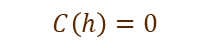 C(h) = 0